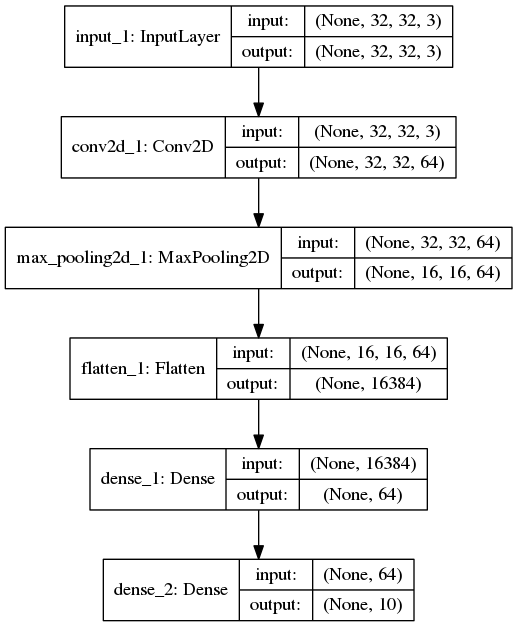 input_1: InputLayer
input: (None, 32, 32, 3)
output: (None, 32, 32, 3)
conv2d_1: Conv2D
input: (None, 32, 32, 3)
output: (None, 32, 32, 64)
max_pooling2d_1: MaxPooling2D
input: (None, 32, 32, 64)
output: (None, 16, 16, 64)
flatten_1: Flatten
input: (None, 16, 16, 64)
output: (None, 16384)
dense_1: Dense
input: (None, 16384)
output: (None, 64)
dense_2: Dense
input: (None, 64)
output: (None, 10)